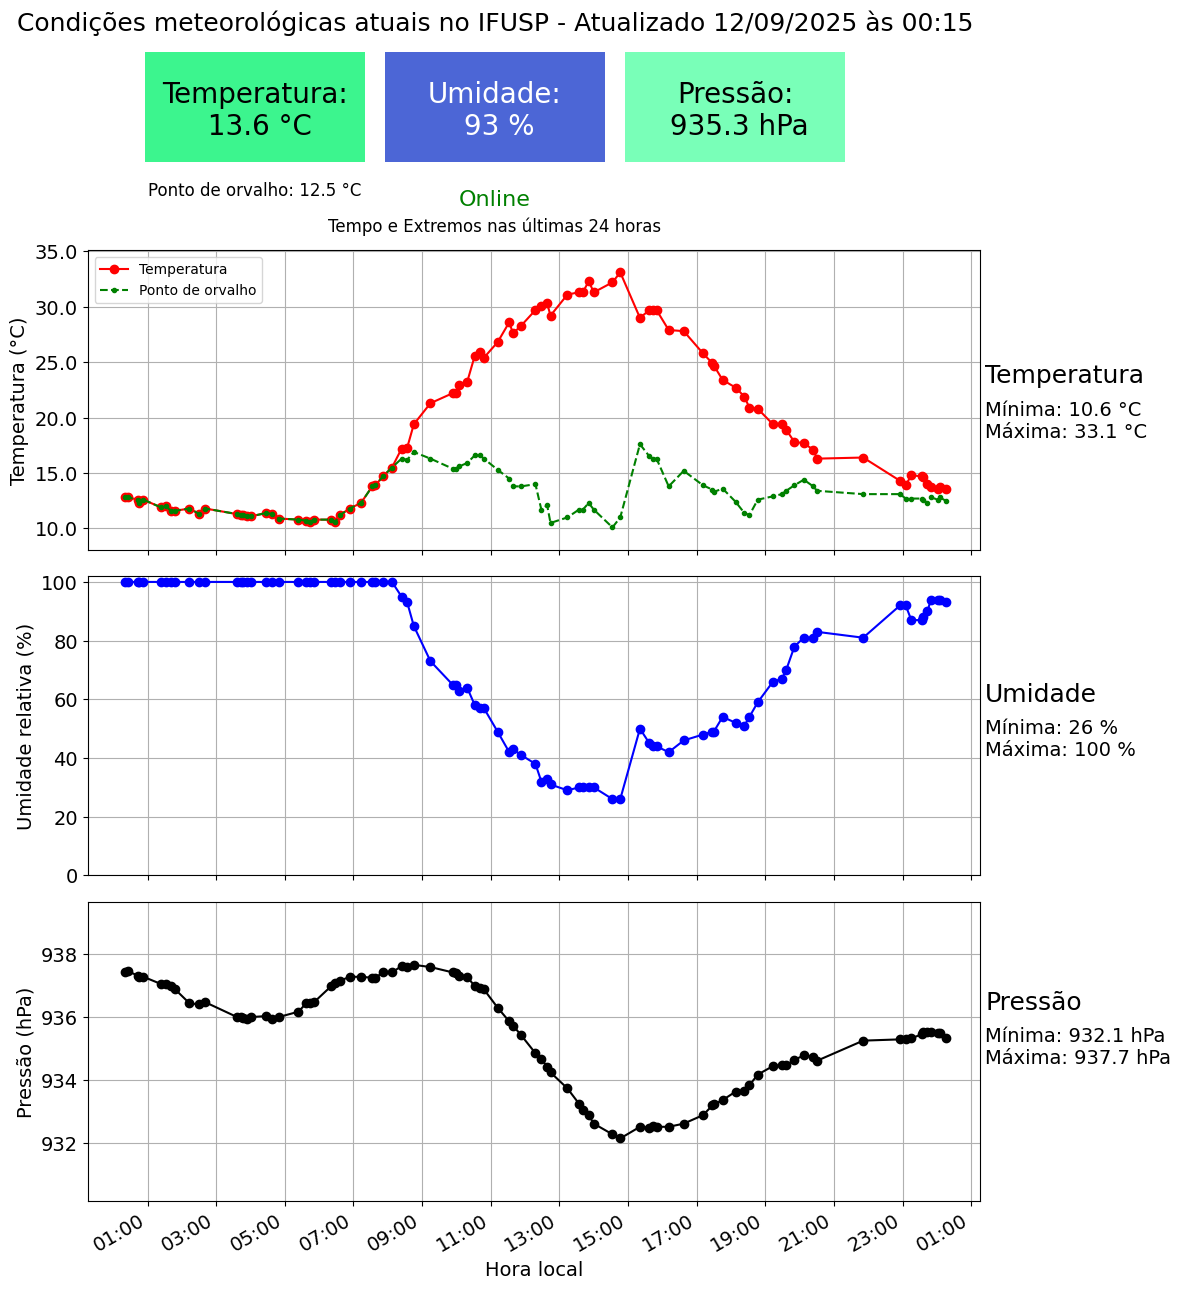 Condições meteorológicas atuais no IFUSP - Atualizado 12/09/2025 às 00:15
Temperatura:
13.6 °C
Umidade:
93 %
Pressão:
935.3 hPa
Ponto de orvalho: 12.5 °C
Online
Tempo e Extremos nas últimas 24 horas
Temperatura
Ponto de orvalho
Temperatura (°C)
35.0
30.0
25.0
20.0
15.0
10.0
Temperatura
Mínima: 10.6 °C
Máxima: 33.1 °C
Umidade relativa (%)
100
80
60
40
20
0
Umidade
Mínima: 26 %
Máxima: 100 %
Pressão (hPa)
938
936
934
932
Pressão
Mínima: 932.1 hPa
Máxima: 937.7 hPa
01:00
03:00
05:00
07:00
09:00
11:00
13:00
15:00
17:00
19:00
21:00
23:00
01:00
Hora local